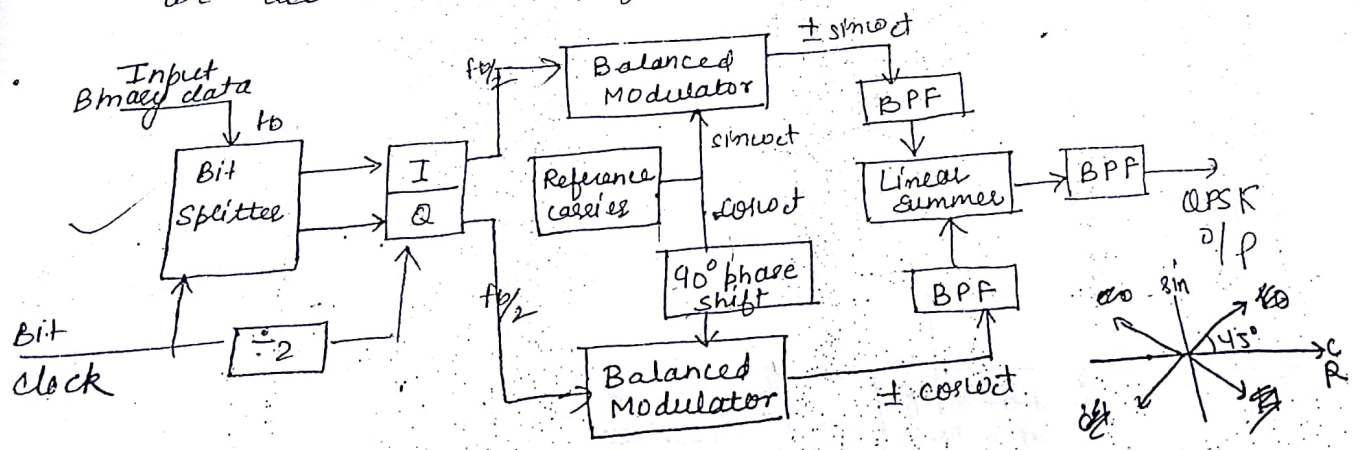 Input
Binary data
fb
Bit
Splitter
I
Q
fb/2
fb/2
Balanced
Modulator
± sinωct
BPF
sinωct
Reference
carrier
cosωct
90° phase
shift
Linear
Summer
BPF
QPSK
O/P
BPF
Balanced
Modulator
± cosωct
Bit
clock
÷ 2
sin
45°